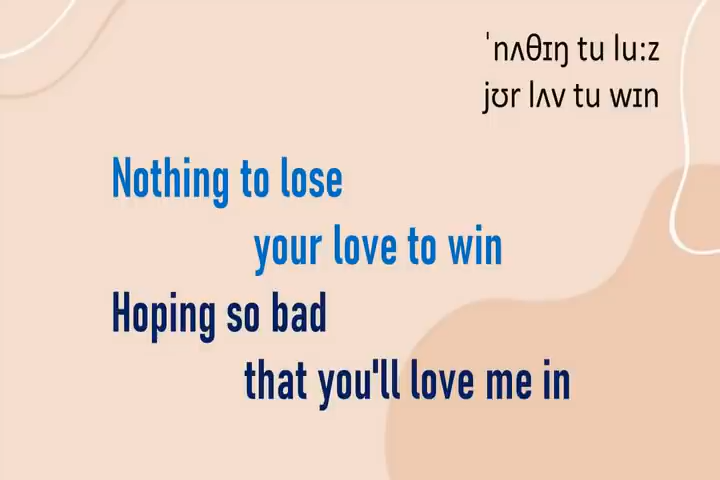 ˈnʌθɪŋ tu luːz
jʊr lʌv tu wɪn
Nothing to lose
your love to win
Hoping so bad
that you'll love me in